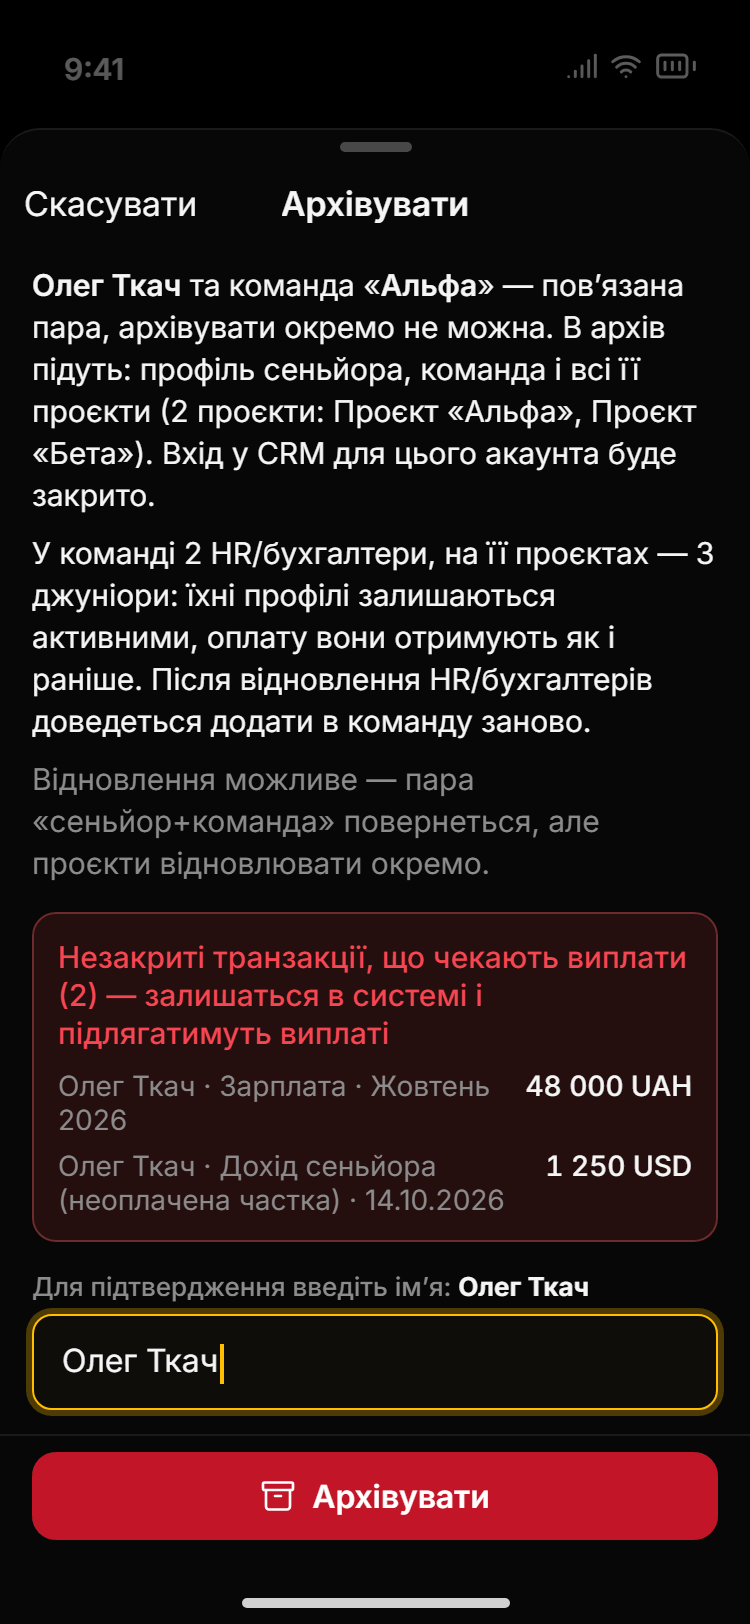 9:41
Скасувати
Архівувати
Олег Ткач та команда «Альфа» — пов’язана
пара, архівувати окремо не можна. В архів
підуть: профіль сеньйора, команда і всі її
проєкти (2 проєкти: Проєкт «Альфа», Проєкт
«Бета»). Вхід у CRM для цього акаунта буде
закрито.
У команді 2 HR/бухгалтери, на її проєктах — 3
джуніори: їхні профілі залишаються
активними, оплату вони отримують як і
раніше. Після відновлення HR/бухгалтерів
доведеться додати в команду заново.
Відновлення можливе — пара
«сеньйор+команда» повернеться, але
проєкти відновлювати окремо.
Незакриті транзакції, що чекають виплати
(2) — залишаться в системі і
підлягатимуть виплаті
Олег Ткач · Зарплата · Жовтень 48 000 UAH
2026
Олег Ткач · Дохід сеньйора 1 250 USD
(неоплачена частка) · 14.10.2026
Для підтвердження введіть ім’я: Олег Ткач
Олег Ткач
Архівувати